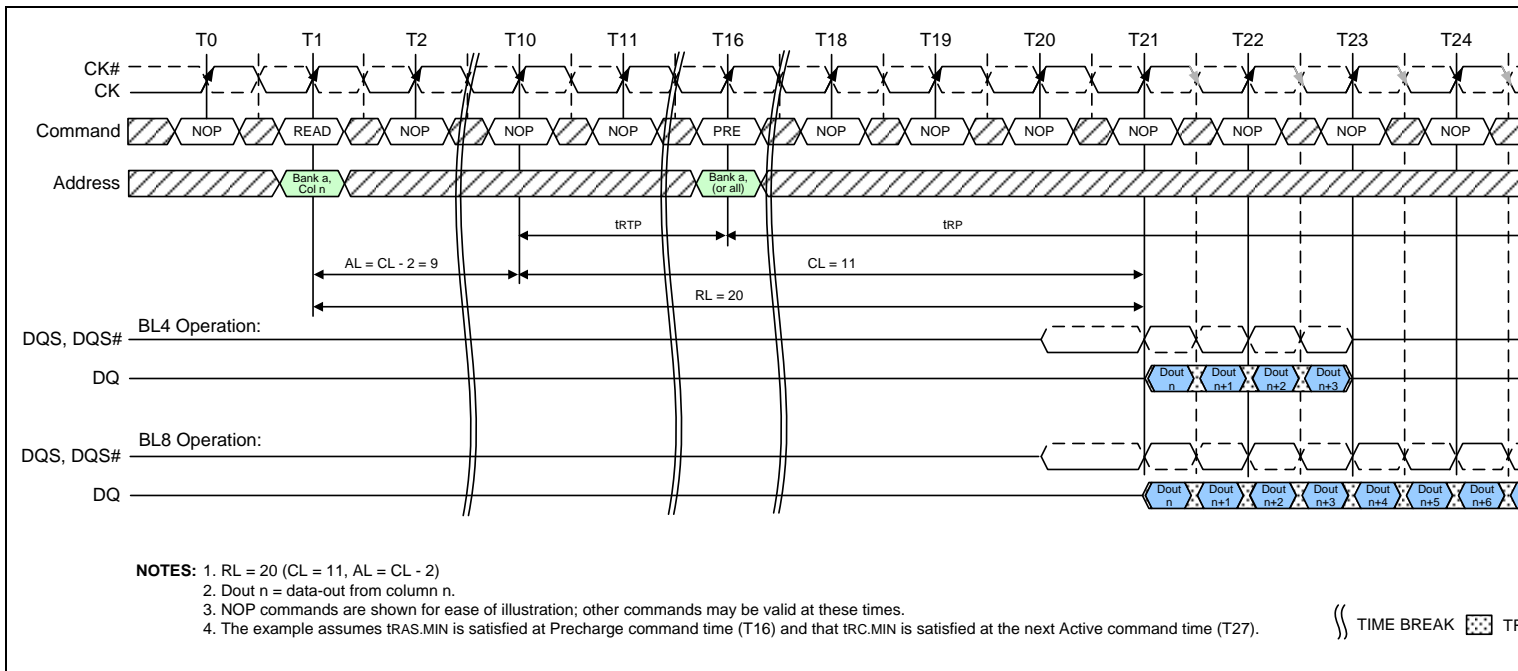 T0 T1 T2 T10 T11 T16 T18 T19 T20 T21 T22 T23 T24
CK#
CK
Command NOP READ NOP NOP NOP PRE NOP NOP NOP NOP NOP NOP NOP
Address Bank a, Col n Bank a, (or all)
tRTP tRP
AL = CL - 2 = 9 CL = 11
RL = 20
BL4 Operation:
DQS, DQS#
DQ Dout n Dout n+1 Dout n+2 Dout n+3
BL8 Operation:
DQS, DQS#
DQ Dout n Dout n+1 Dout n+2 Dout n+3 Dout n+4 Dout n+5 Dout n+6
NOTES: 1. RL = 20 (CL = 11, AL = CL - 2)
2. Dout n = data-out from column n.
3. NOP commands are shown for ease of illustration; other commands may be valid at these times.
4. The example assumes tRAS.MIN is satisfied at Precharge command time (T16) and that tRC.MIN is satisfied at the next Active command time (T27).
TIME BREAK